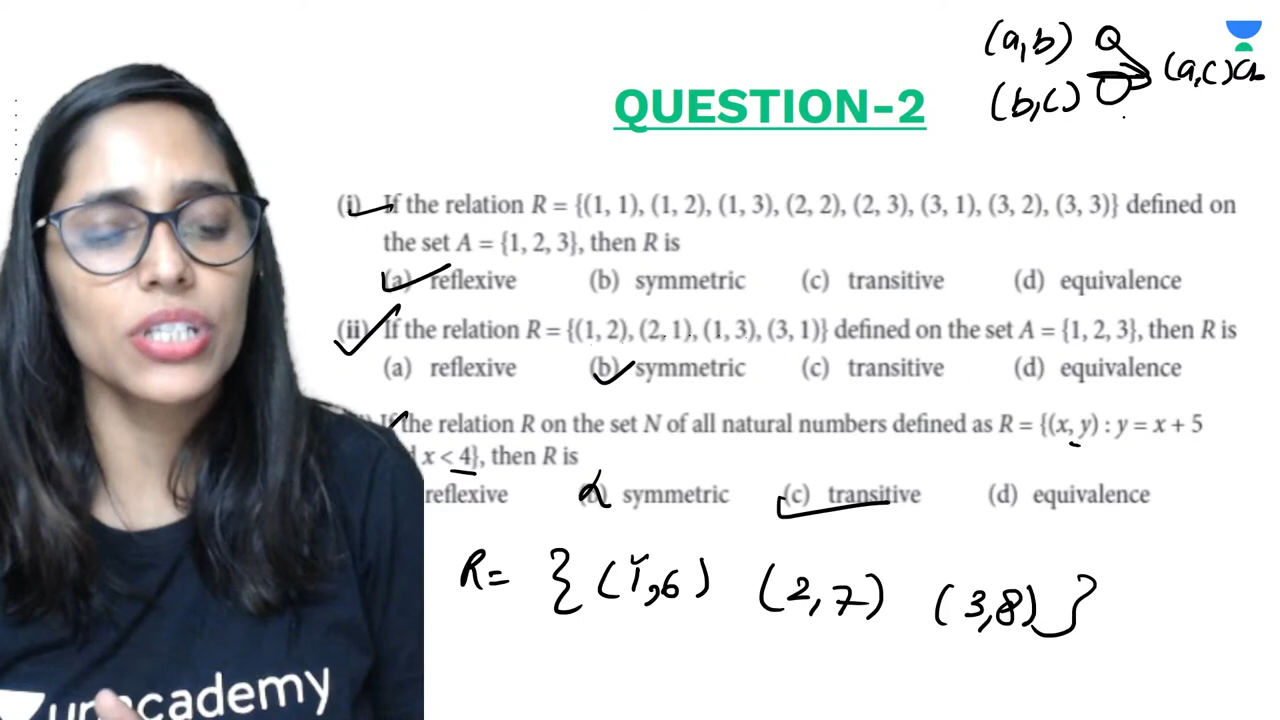 (a,b)
(b,c)
(a,c)
QUESTION-2
(i) If the relation R = {(1, 1), (1, 2), (1, 3), (2, 2), (2, 3), (3, 1), (3, 2), (3, 3)} defined on
the set A = {1, 2, 3}, then R is
(a) reflexive (b) symmetric (c) transitive (d) equivalence
(ii) If the relation R = {(1, 2), (2, 1), (1, 3), (3, 1)} defined on the set A = {1, 2, 3}, then R is
(a) reflexive (b) symmetric (c) transitive (d) equivalence
the relation R on the set N of all natural numbers defined as R = {(x, y) : y = x + 5
x < 4}, then R is
reflexive symmetric (c) transitive (d) equivalence
R= { (1,6) (2,7) (3,8) }
unacademy